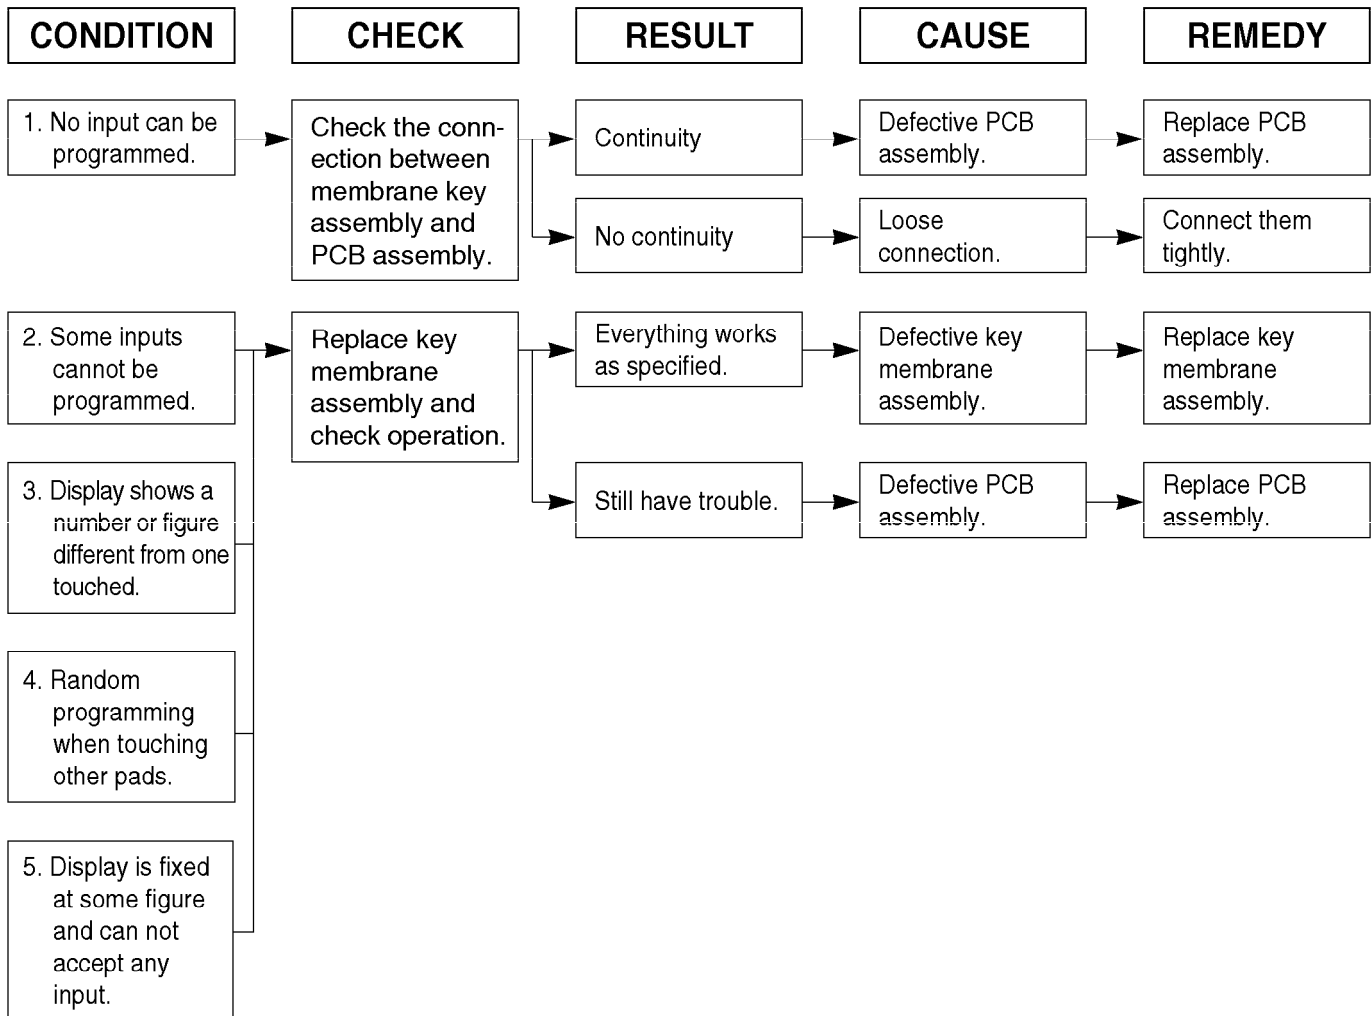 CONDITION
CHECK
RESULT
CAUSE
REMEDY
1. No input can be
programmed.
Check the conn-
ection between
membrane key
assembly and
PCB assembly.
Continuity
Defective PCB
assembly.
Replace PCB
assembly.
No continuity
Loose
connection.
Connect them
tightly.
2. Some inputs
cannot be
programmed.
Replace key
membrane
assembly and
check operation.
Everything works
as specified.
Defective key
membrane
assembly.
Replace key
membrane
assembly.
3. Display shows a
number or figure
different from one
touched.
Still have trouble.
Defective PCB
assembly.
Replace PCB
assembly.
4. Random
programming
when touching
other pads.
5. Display is fixed
at some figure
and can not
accept any
input.